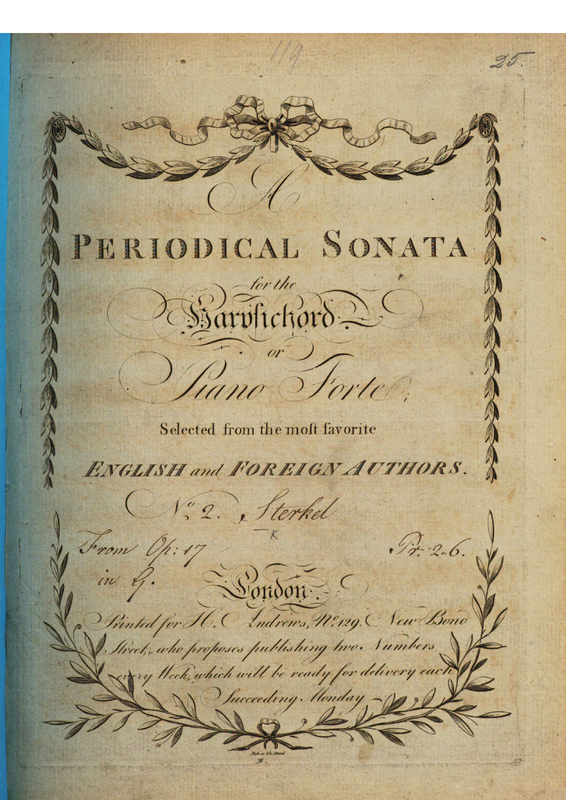 119
25.
A
PERIODICAL SONATA
for the
Harpsichord
or
Piano Forte;
Selected from the moſt favorite
ENGLISH and FOREIGN AUTHORS.
No. 2. Sterkel
K
From Op: 17
Pr. 2„6.
in G.
London.
Printed for H. Andrews, No. 129. New Bond
Street, who proposes publishing two Numbers
every Week, which will be ready for delivery each
Succeeding Monday